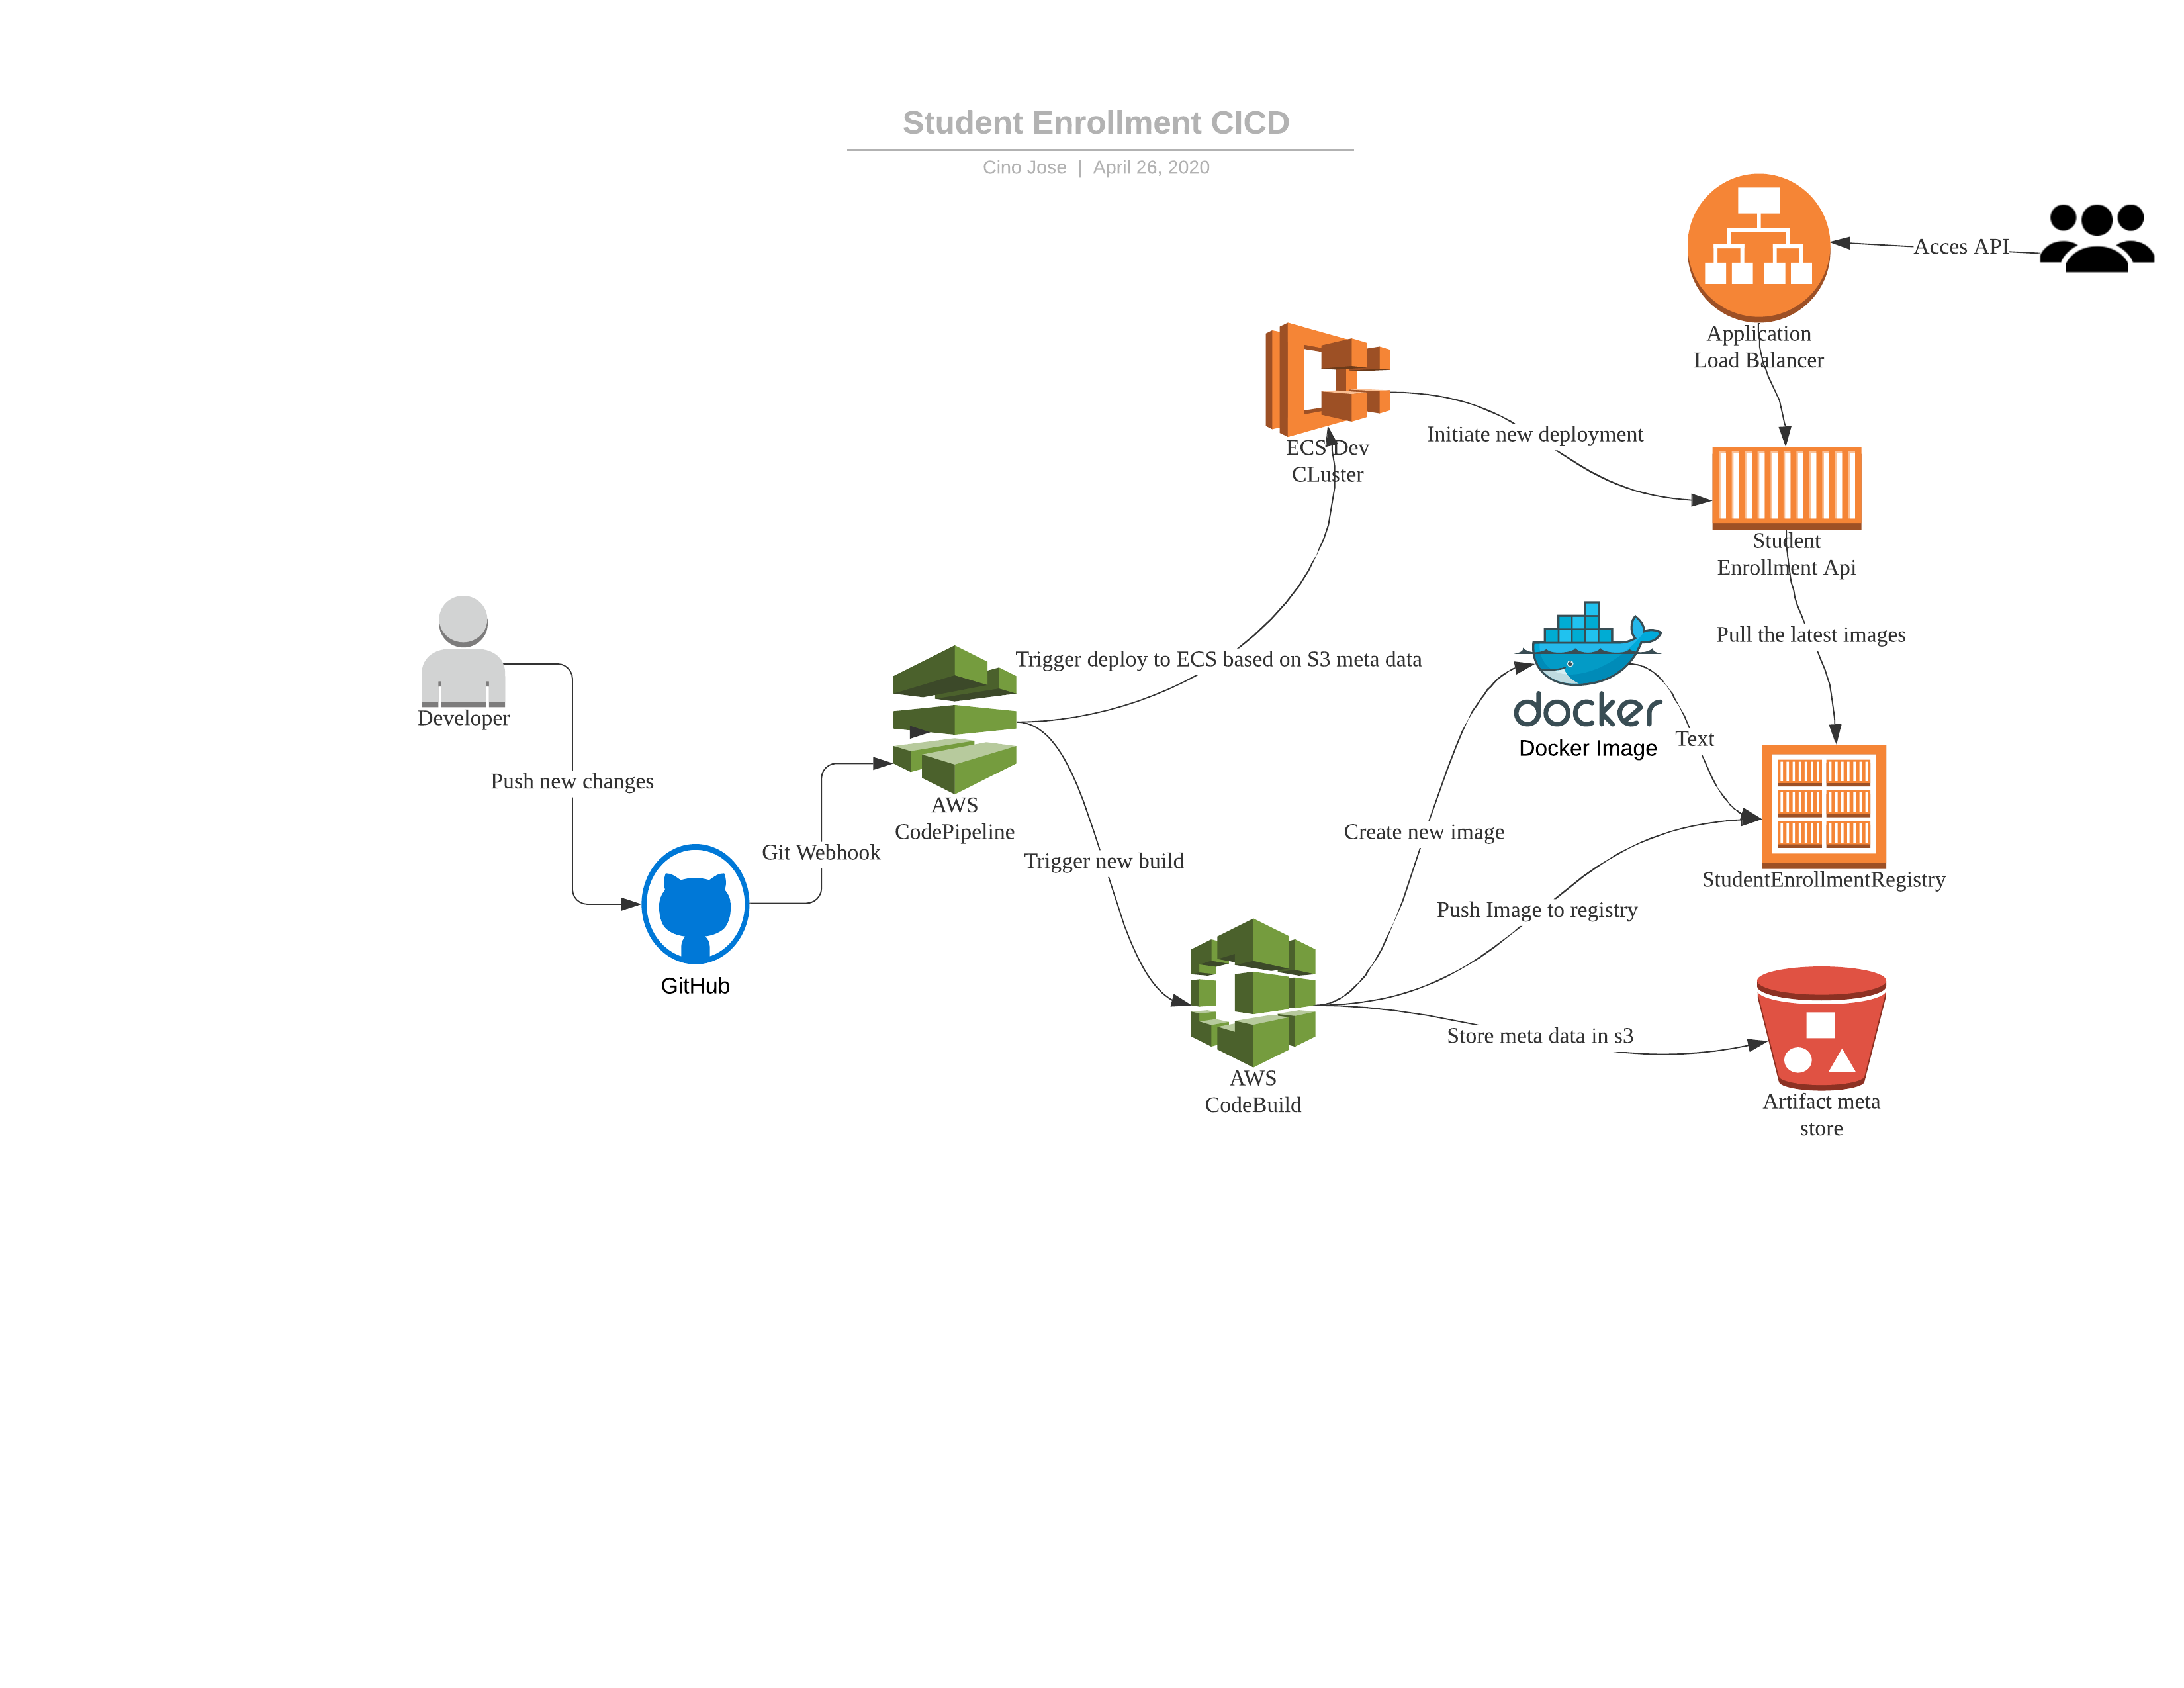 Student Enrollment CICD
Cino Jose | April 26, 2020
Acces API
Application
Load Balancer
Initiate new deployment
ECS Dev
CLuster
Student
Enrollment Api
Pull the latest images
Trigger deploy to ECS based on S3 meta data
Developer
docker
Docker Image
Text
Push new changes
AWS
CodePipeline
Create new image
Git Webhook
Trigger new build
StudentEnrollmentRegistry
Push Image to registry
GitHub
Store meta data in s3
AWS
CodeBuild
Artifact meta
store